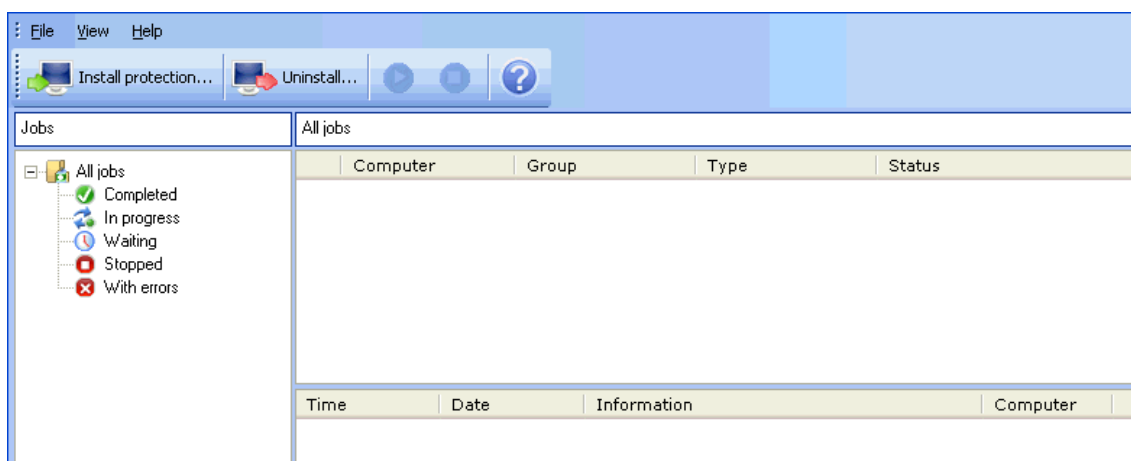 File View Help
Install protection... Uninstall... ?
Jobs
All jobs
All jobs
Completed
In progress
Waiting
Stopped
With errors
Computer Group Type Status
Time Date Information Computer